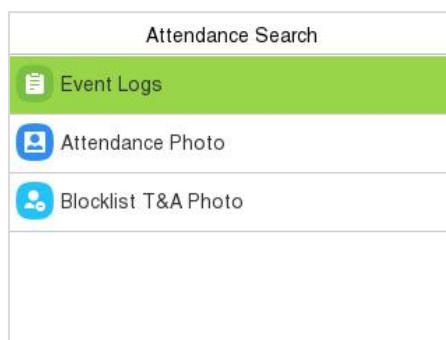 Attendance Search
Event Logs
Attendance Photo
Blocklist T&A Photo